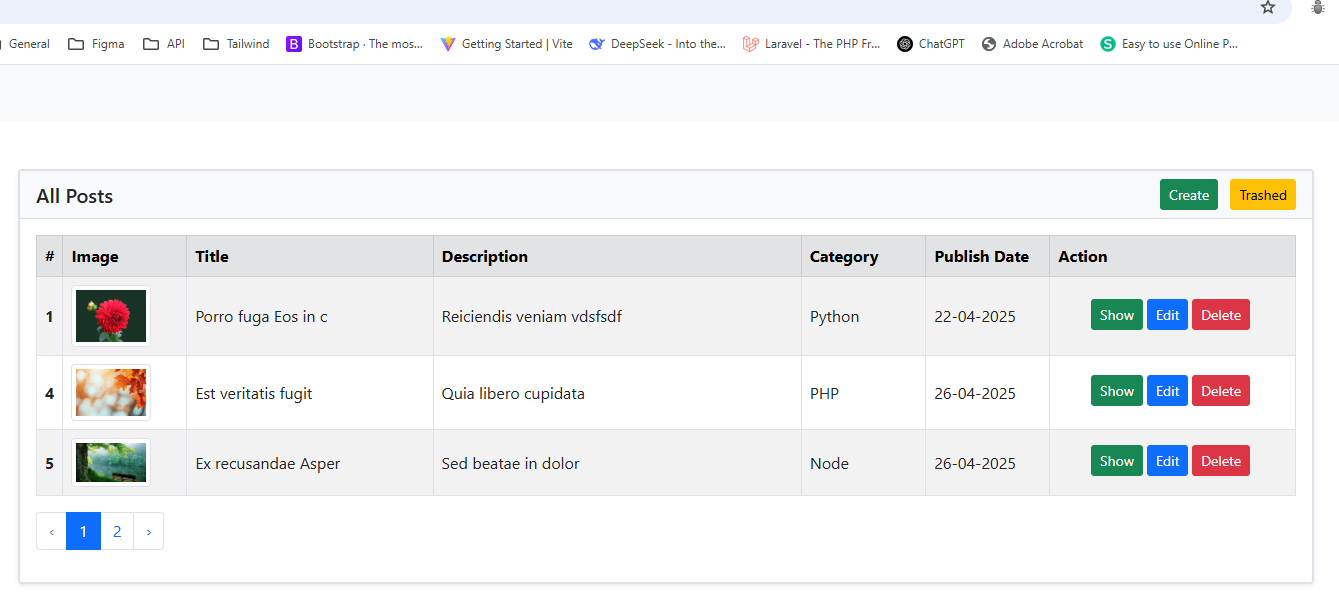 General Figma API Tailwind Bootstrap · The mos... Getting Started | Vite DeepSeek - Into the... Laravel - The PHP Fr... ChatGPT Adobe Acrobat Easy to use Online P...
All Posts Create Trashed
# Image Title Description Category Publish Date Action
1 Porro fuga Eos in c Reiciendis veniam vdsfsdf Python 22-04-2025 Show Edit Delete
4 Est veritatis fugit Quia libero cupidata PHP 26-04-2025 Show Edit Delete
5 Ex recusandae Asper Sed beatae in dolor Node 26-04-2025 Show Edit Delete
‹ 1 2 ›